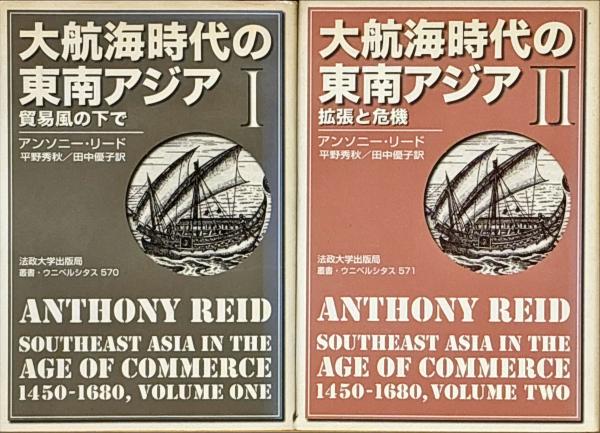 大航海時代の
東南アジア I
貿易風の下で
アンソニー・リード
平野秀秋／田中優子訳
法政大学出版局
叢書・ウニベルシタス 570
ANTHONY REID
SOUTHEAST ASIA IN THE
AGE OF COMMERCE
1450-1680, VOLUME ONE
大航海時代の
東南アジア II
拡張と危機
アンソニー・リード
平野秀秋／田中優子訳
法政大学出版局
叢書・ウニベルシタス 571
ANTHONY REID
SOUTHEAST ASIA IN THE
AGE OF COMMERCE
1450-1680, VOLUME TWO